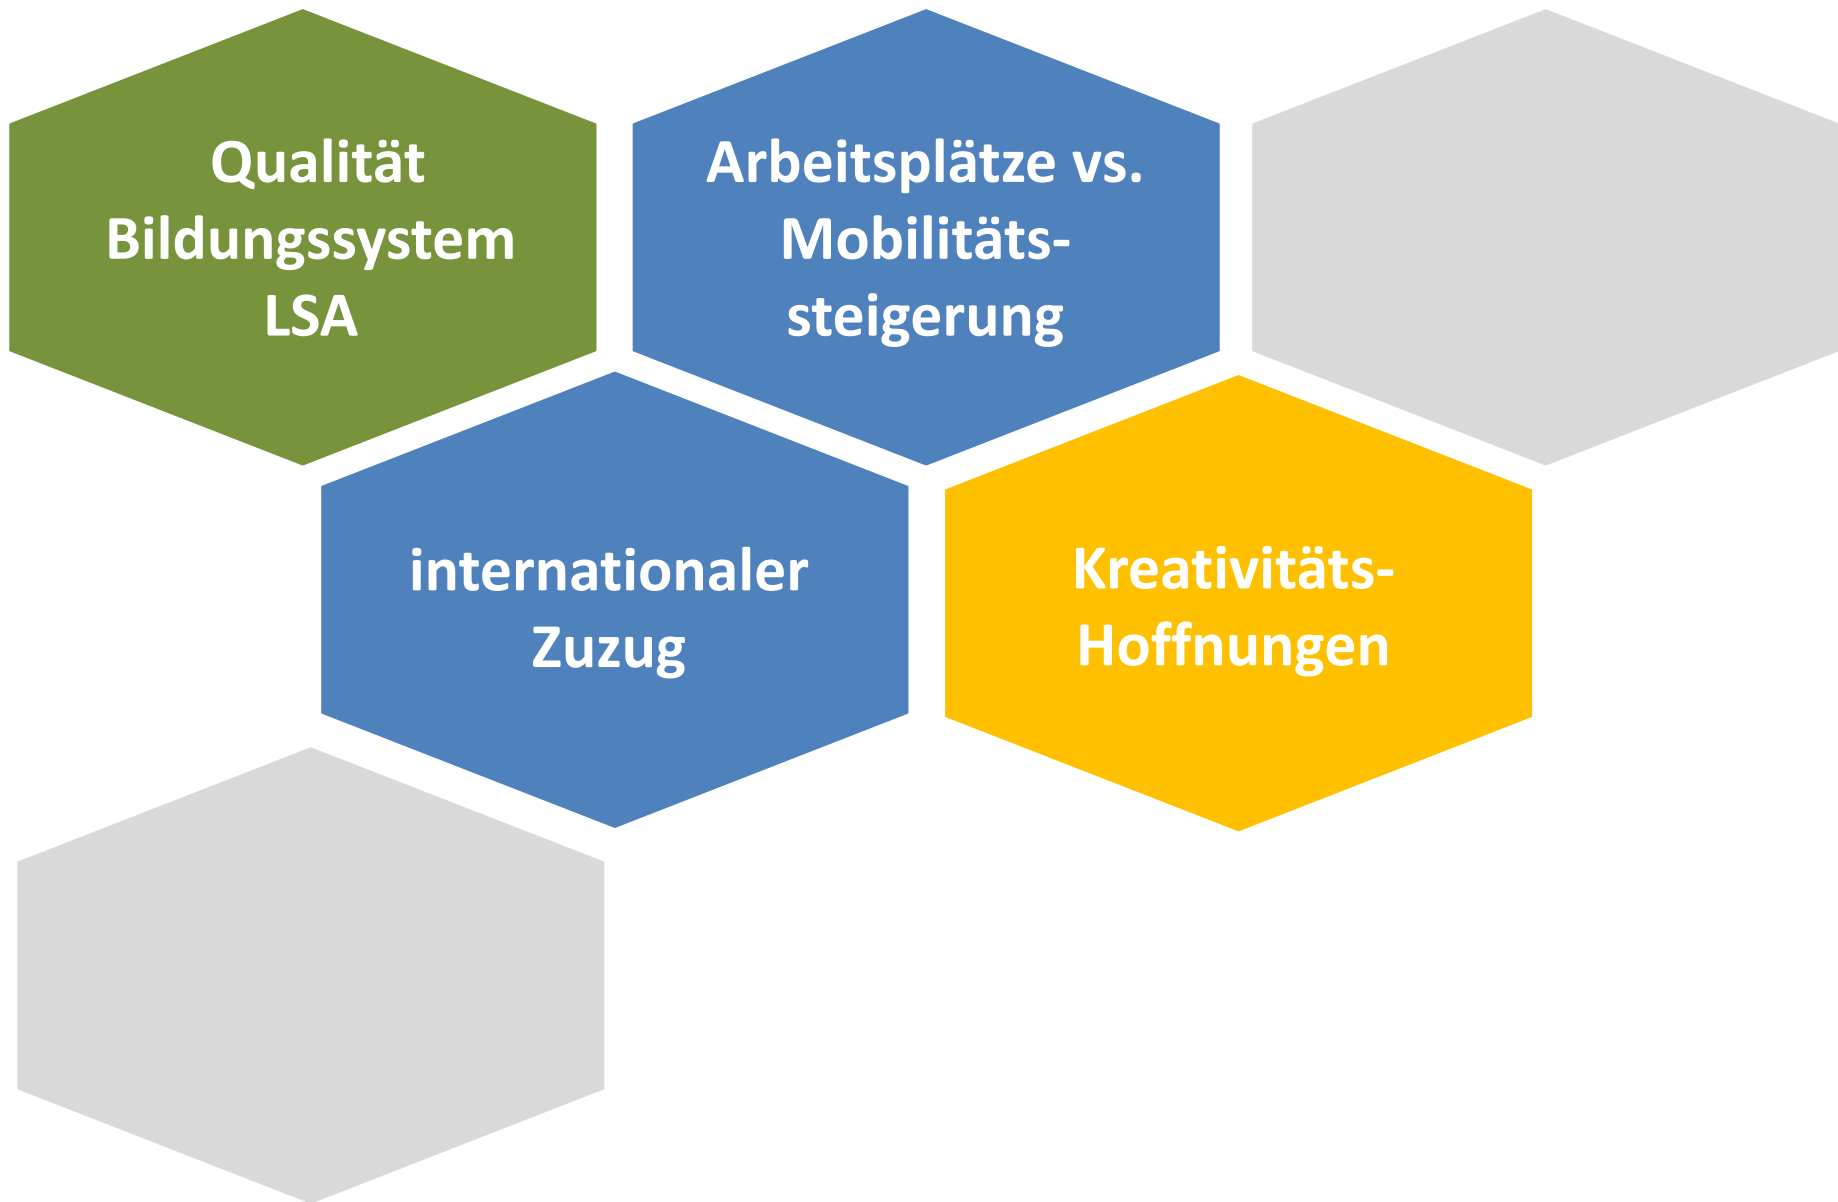 Qualität
Bildungssystem
LSA
Arbeitsplätze vs.
Mobilitäts-
steigerung
internationaler
Zuzug
Kreativitäts-
Hoffnungen